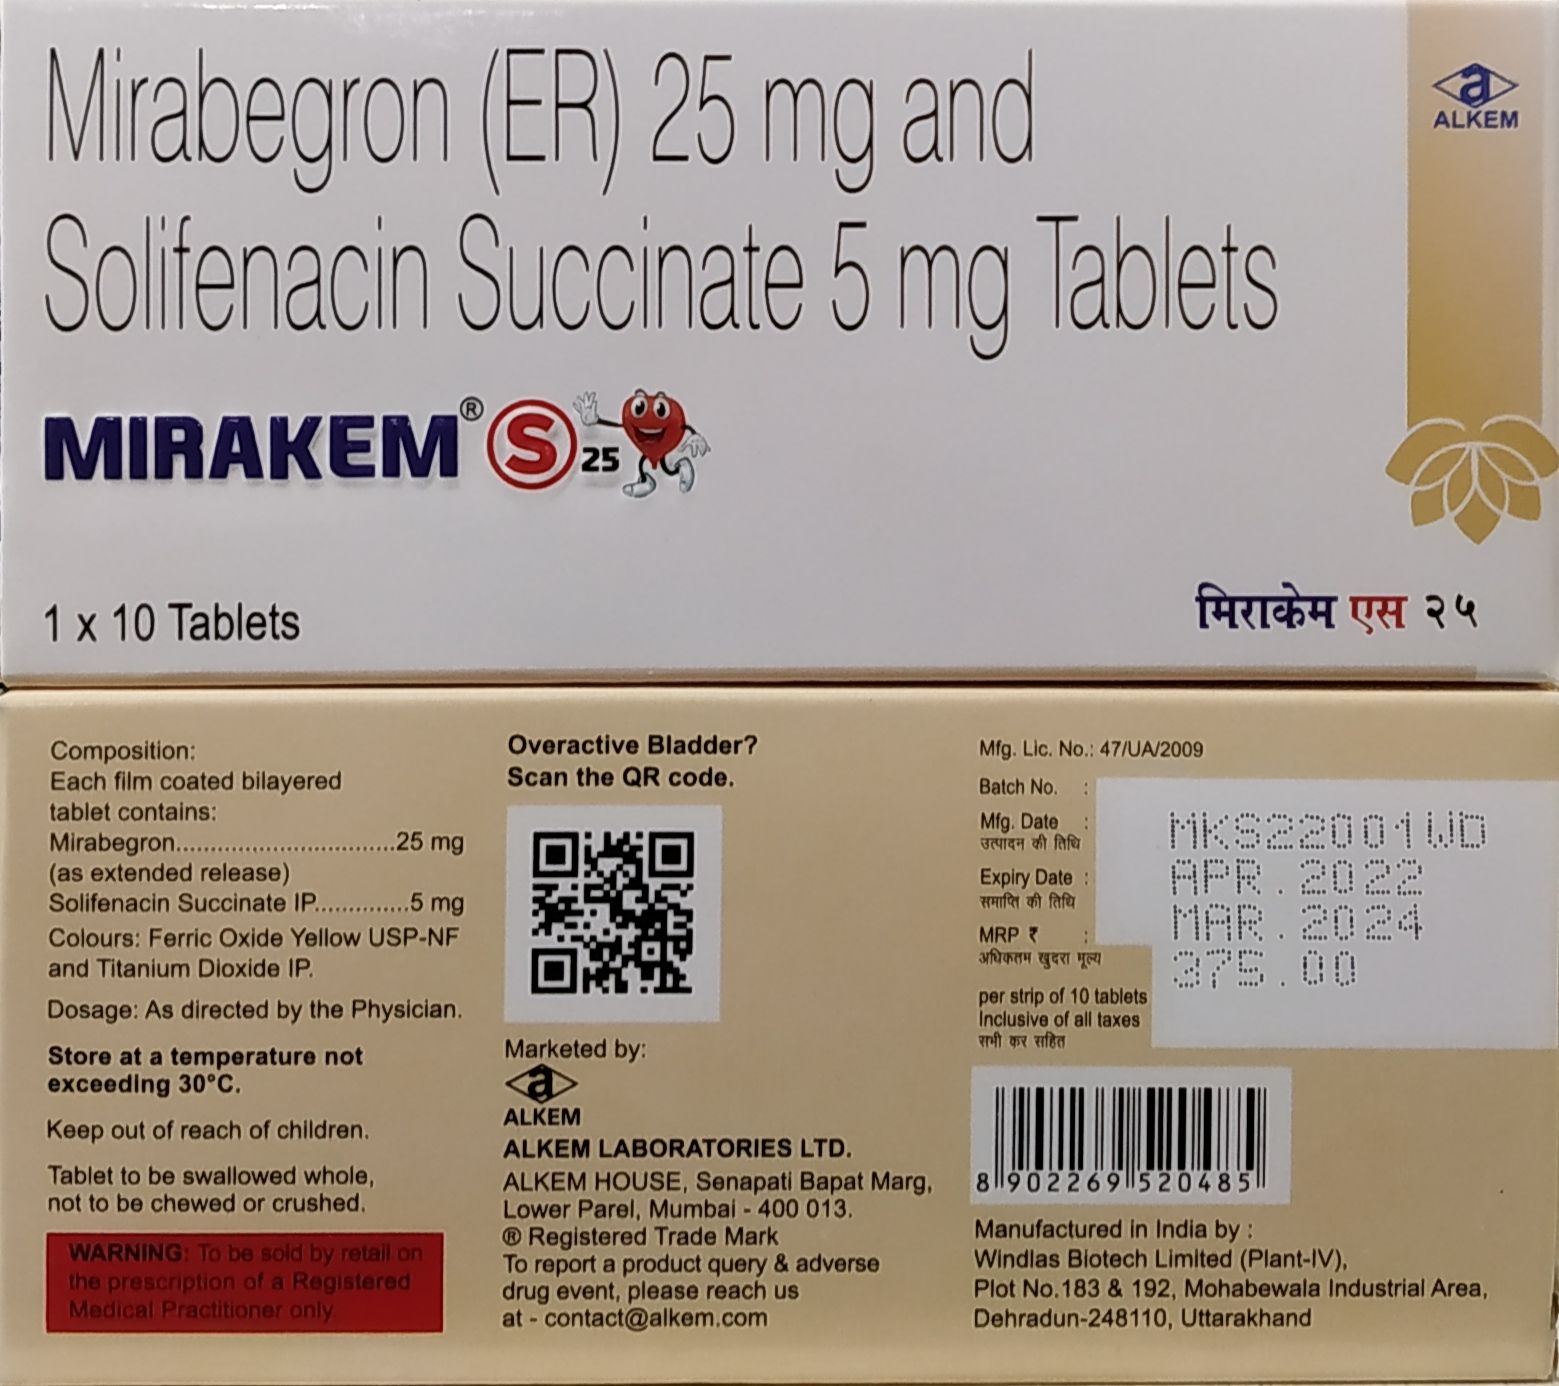 Mirabegron (ER) 25 mg and
Solifenacin Succinate 5 mg Tablets
MIRAKEM® S 25
1 x 10 Tablets
a
ALKEM
मिराकेम एस २५
Composition:
Each film coated bilayered
tablet contains:
Mirabegron.............................25 mg
(as extended release)
Solifenacin Succinate IP..............5 mg
Colours: Ferric Oxide Yellow USP-NF
and Titanium Dioxide IP.
Dosage: As directed by the Physician.
Store at a temperature not
exceeding 30°C.
Keep out of reach of children.
Tablet to be swallowed whole,
not to be chewed or crushed.
WARNING: To be sold by retail on
the prescription of a Registered
Medical Practitioner only.
Overactive Bladder?
Scan the QR code.
Marketed by:
a
ALKEM
ALKEM LABORATORIES LTD.
ALKEM HOUSE, Senapati Bapat Marg,
Lower Parel, Mumbai - 400 013.
® Registered Trade Mark
To report a product query & adverse
drug event, please reach us
at - contact@alkem.com
Mfg. Lic. No.: 47/UA/2009
Batch No. : MKS22001WD
Mfg. Date : APR.2022
उत्पादन की तिथि
Expiry Date : MAR.2024
समाप्ति की तिथि
MRP ₹ : 375.00
अधिकतम खुदरा मूल्य
per strip of 10 tablets
Inclusive of all taxes
सभी कर सहित
8 902269 520485
Manufactured in India by :
Windlas Biotech Limited (Plant-IV),
Plot No.183 & 192, Mohabewala Industrial Area,
Dehradun-248110, Uttarakhand